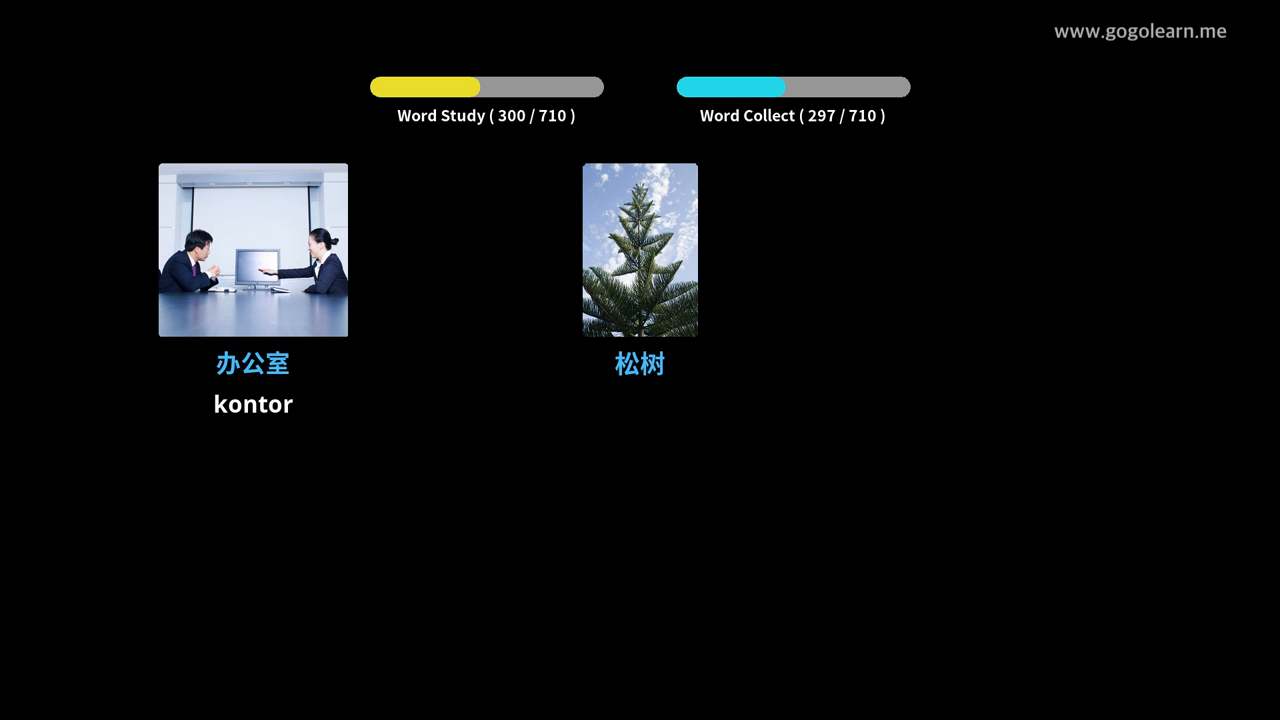 www.gogolearn.me
Word Study ( 300 / 710 )
Word Collect ( 297 / 710 )
办公室
kontor
松树